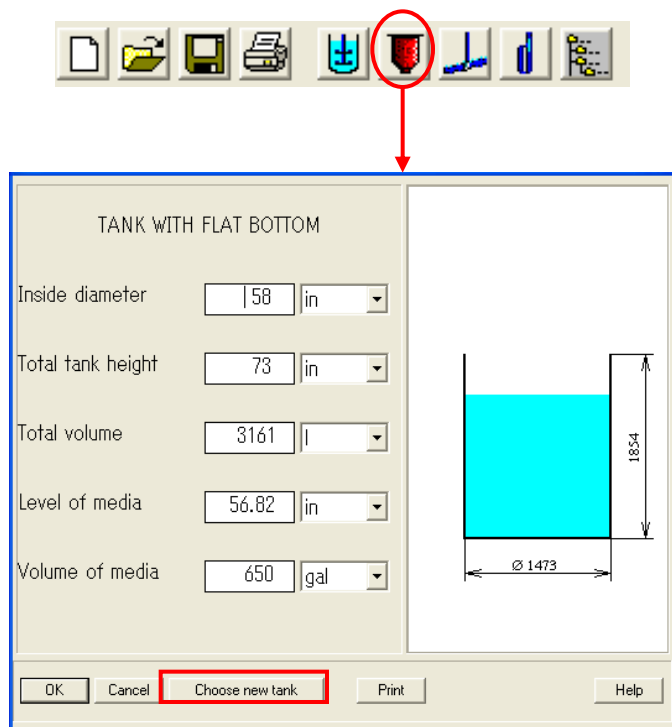 TANK WITH FLAT BOTTOM
Inside diameter 58 in
Total tank height 73 in
Total volume 3161 l
Level of media 56.82 in
Volume of media 650 gal
1854
Ø 1473
OK Cancel Choose new tank Print Help